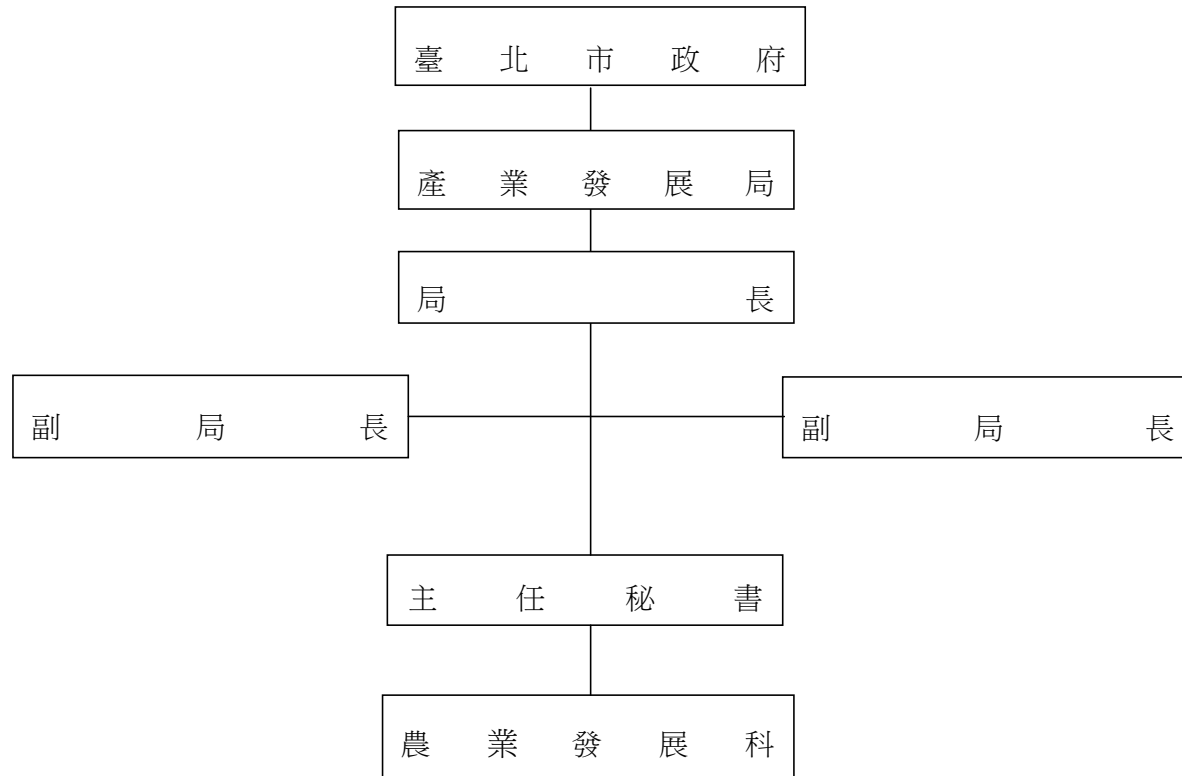 臺北市政府
產業發展局
局長
副局長
副局長
主任秘書
農業發展科